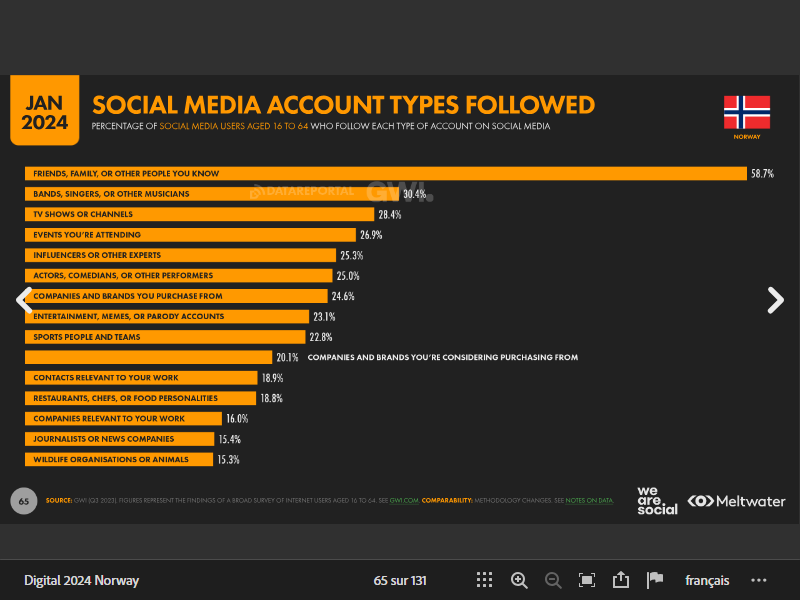 JAN
2024
SOCIAL MEDIA ACCOUNT TYPES FOLLOWED
PERCENTAGE OF SOCIAL MEDIA USERS AGED 16 TO 64 WHO FOLLOW EACH TYPE OF ACCOUNT ON SOCIAL MEDIA
NORWAY
FRIENDS, FAMILY, OR OTHER PEOPLE YOU KNOW 58.7%
BANDS, SINGERS, OR OTHER MUSICIANS 30.4%
DATAREPORTAL GWI.
TV SHOWS OR CHANNELS 28.4%
EVENTS YOU'RE ATTENDING 26.9%
INFLUENCERS OR OTHER EXPERTS 25.3%
ACTORS, COMEDIANS, OR OTHER PERFORMERS 25.0%
COMPANIES AND BRANDS YOU PURCHASE FROM 24.6%
ENTERTAINMENT, MEMES, OR PARODY ACCOUNTS 23.1%
SPORTS PEOPLE AND TEAMS 22.8%
20.1% COMPANIES AND BRANDS YOU'RE CONSIDERING PURCHASING FROM
CONTACTS RELEVANT TO YOUR WORK 18.9%
RESTAURANTS, CHEFS, OR FOOD PERSONALITIES 18.8%
COMPANIES RELEVANT TO YOUR WORK 16.0%
JOURNALISTS OR NEWS COMPANIES 15.4%
WILDLIFE ORGANISATIONS OR ANIMALS 15.3%
65
SOURCE: GWI (Q3 2023). FIGURES REPRESENT THE FINDINGS OF A BROAD SURVEY OF INTERNET USERS AGED 16 TO 64. SEE GWI.COM. COMPARABILITY: METHODOLOGY CHANGES. SEE NOTES ON DATA.
we
are.
social
Meltwater
Digital 2024 Norway
65 sur 131
français